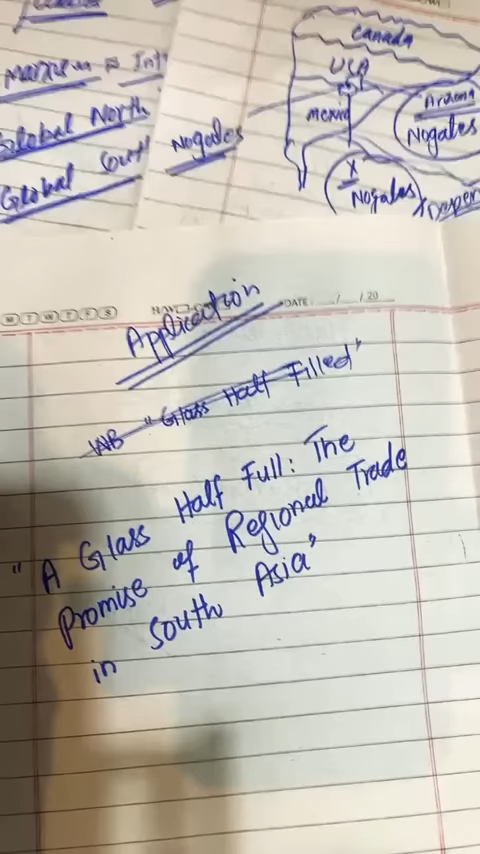 Marxism ≈
Global North
Global South
Nogales
Canada
USA
Mexico
Arizona
Nogales
X
Nogales
M T W T F S
DATE: / / 20
Application
WB "Glass Half Filled"
"A Glass Half Full: The
Promise of Regional Trade
in South Asia"